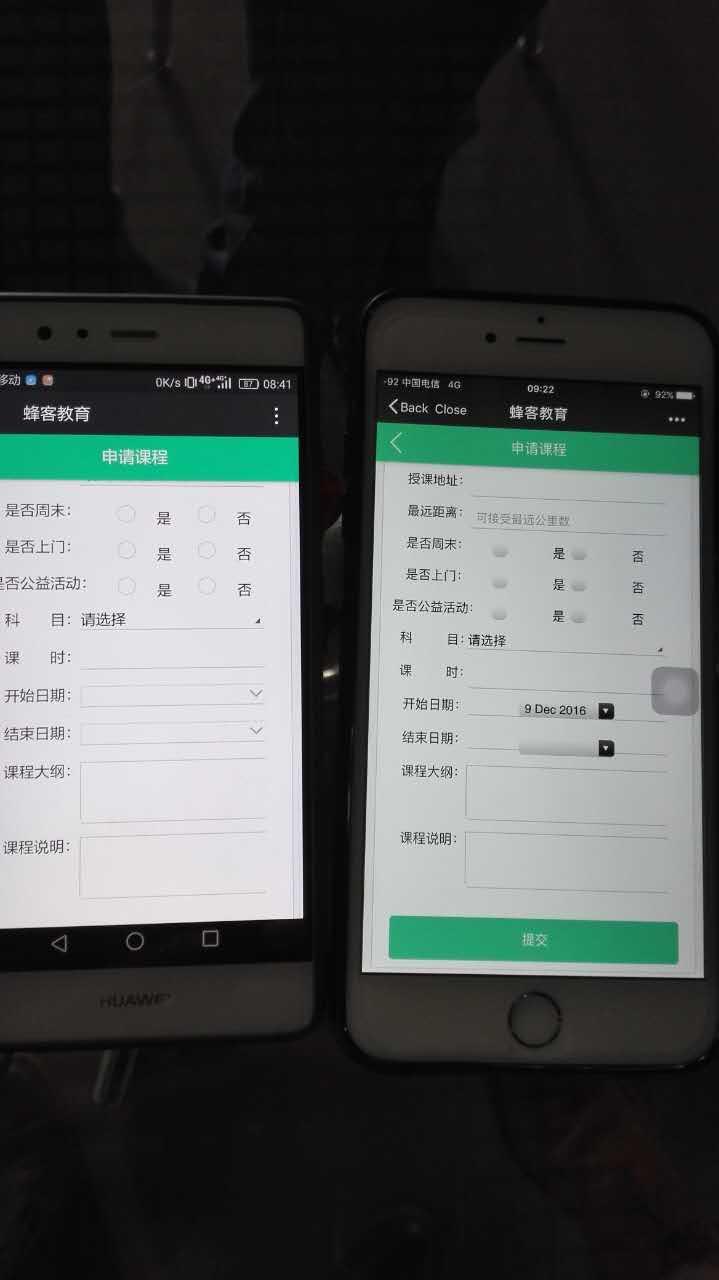 移动 0K/s 4G+ 4G 87 08:41
蜂客教育
申请课程
是否周末: 是 否
是否上门: 是 否
是否公益活动: 是 否
科 目: 请选择
课 时:
开始日期:
结束日期:
课程大纲:
课程说明:
HUAWEI
-92 中国电信 4G 09:22 92%
Back Close 蜂客教育
申请课程
授课地址:
最远距离: 可接受最远公里数
是否周末: 是 否
是否上门: 是 否
是否公益活动: 是 否
科 目: 请选择
课 时:
开始日期: 9 Dec 2016
结束日期:
课程大纲:
课程说明:
提交